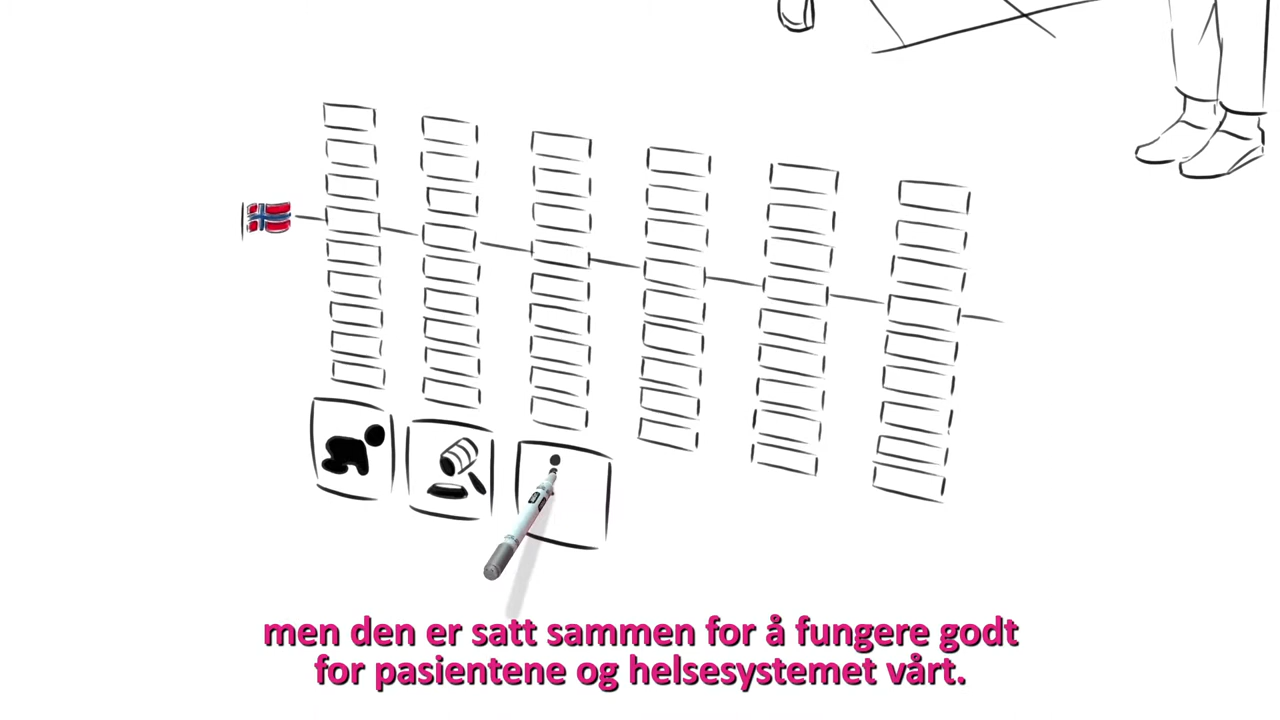 men den er satt sammen for å fungere godt
for pasientene og helsesystemet vårt.